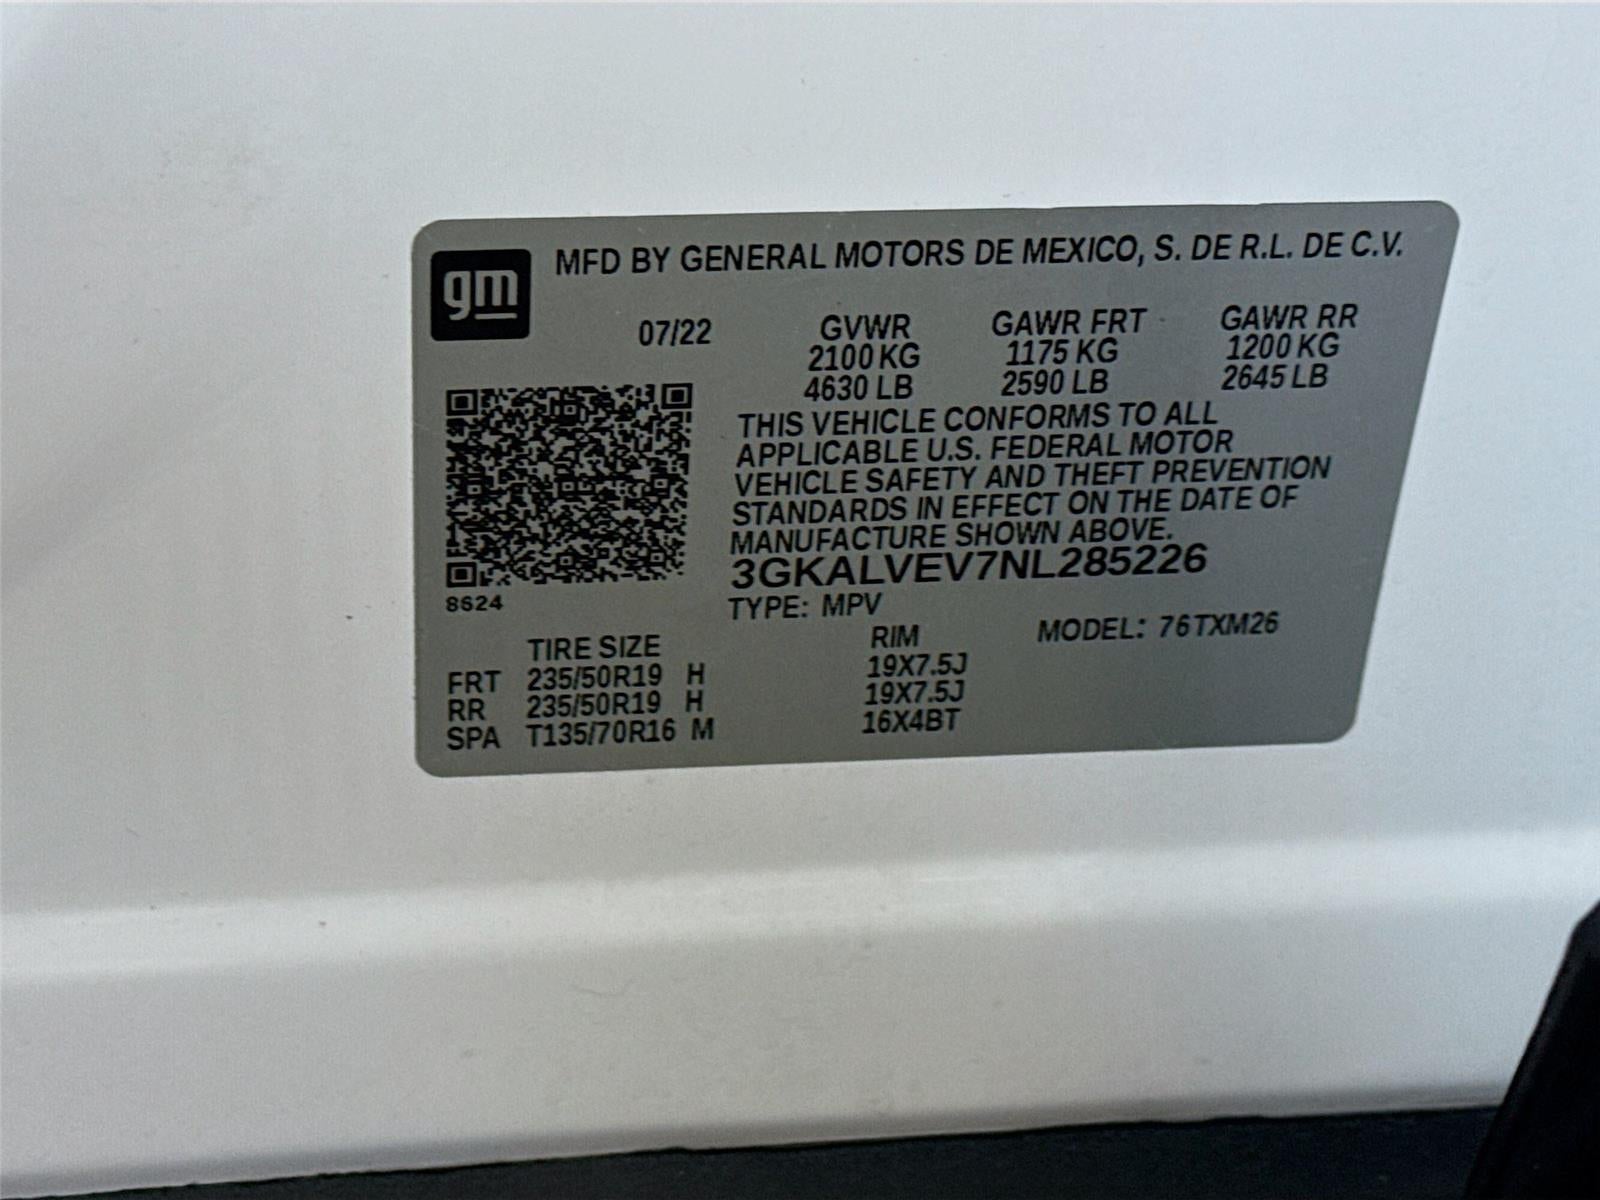 gm
MFD BY GENERAL MOTORS DE MEXICO, S. DE R.L. DE C.V.
07/22 GVWR GAWR FRT GAWR RR
2100 KG 1175 KG 1200 KG
4630 LB 2590 LB 2645 LB
THIS VEHICLE CONFORMS TO ALL
APPLICABLE U.S. FEDERAL MOTOR
VEHICLE SAFETY AND THEFT PREVENTION
STANDARDS IN EFFECT ON THE DATE OF
MANUFACTURE SHOWN ABOVE.
3GKALVEV7NL285226
8624
TYPE: MPV
MODEL: 76TXM26
TIRE SIZE RIM
FRT 235/50R19 H 19X7.5J
RR 235/50R19 H 19X7.5J
SPA T135/70R16 M 16X4BT